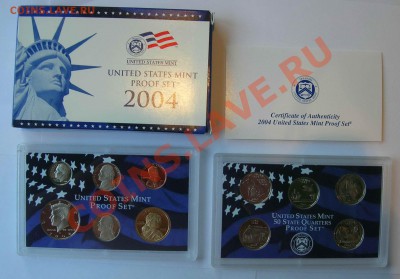 UNITED STATES MINT
UNITED STATES MINT
PROOF SET®
2004
Certificate of Authenticity
2004 United States Mint Proof Set®
UNITED STATES MINT
PROOF SET®
UNITED STATES MINT
50 STATE QUARTERS
PROOF SET®
COINS.LAVE.RU